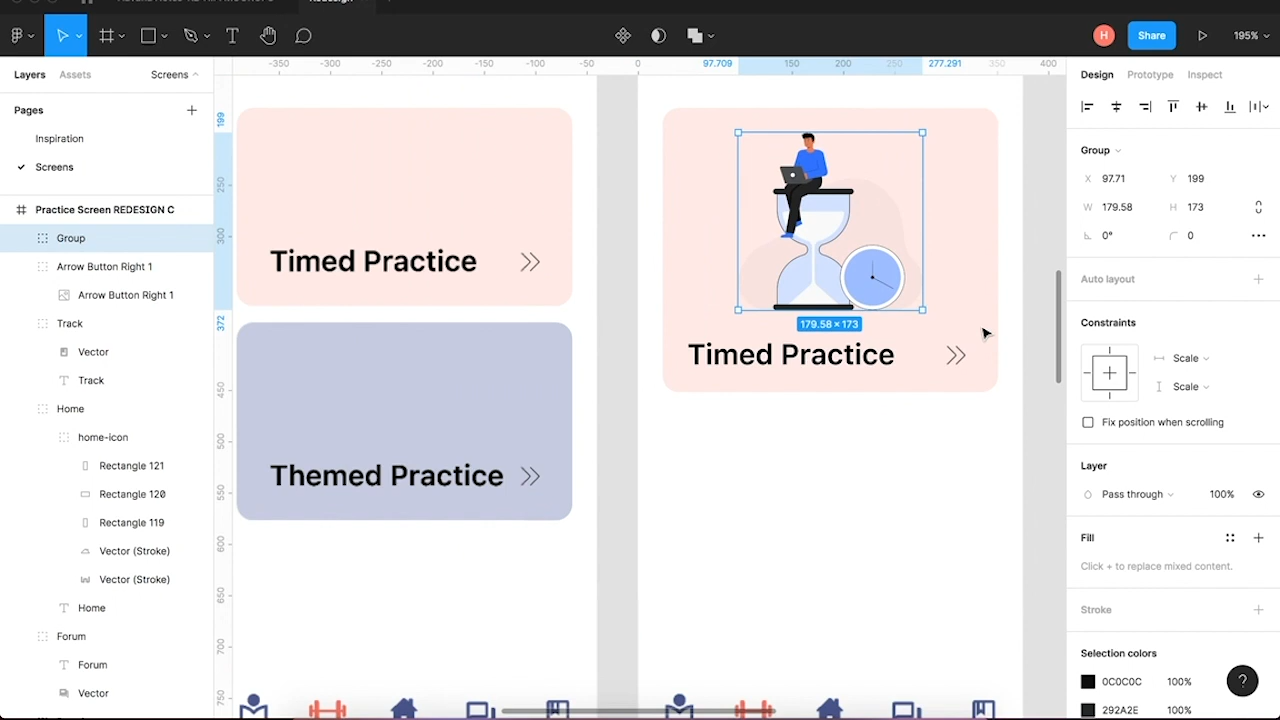 Redesign
H
Share
195%
Layers
Assets
Screens
-350
-300
-250
-200
-150
-100
-50
0
97.709
150
200
250
277.291
350
400
Design
Prototype
Inspect
Pages
Inspiration
Screens
Practice Screen REDESIGN C
Group
Arrow Button Right 1
Arrow Button Right 1
Track
Vector
Track
Home
home-icon
Rectangle 121
Rectangle 120
Rectangle 119
Vector (Stroke)
Vector (Stroke)
Home
Forum
Forum
Vector
199
250
300
372
450
500
550
600
650
700
750
Timed Practice
Themed Practice
179.58 × 173
Timed Practice
Group
X 97.71
Y 199
W 179.58
H 173
0°
0
Auto layout
Constraints
Scale
Scale
Fix position when scrolling
Layer
Pass through
100%
Fill
Click + to replace mixed content.
Stroke
Selection colors
0C0C0C 100%
292A2E 100%
?